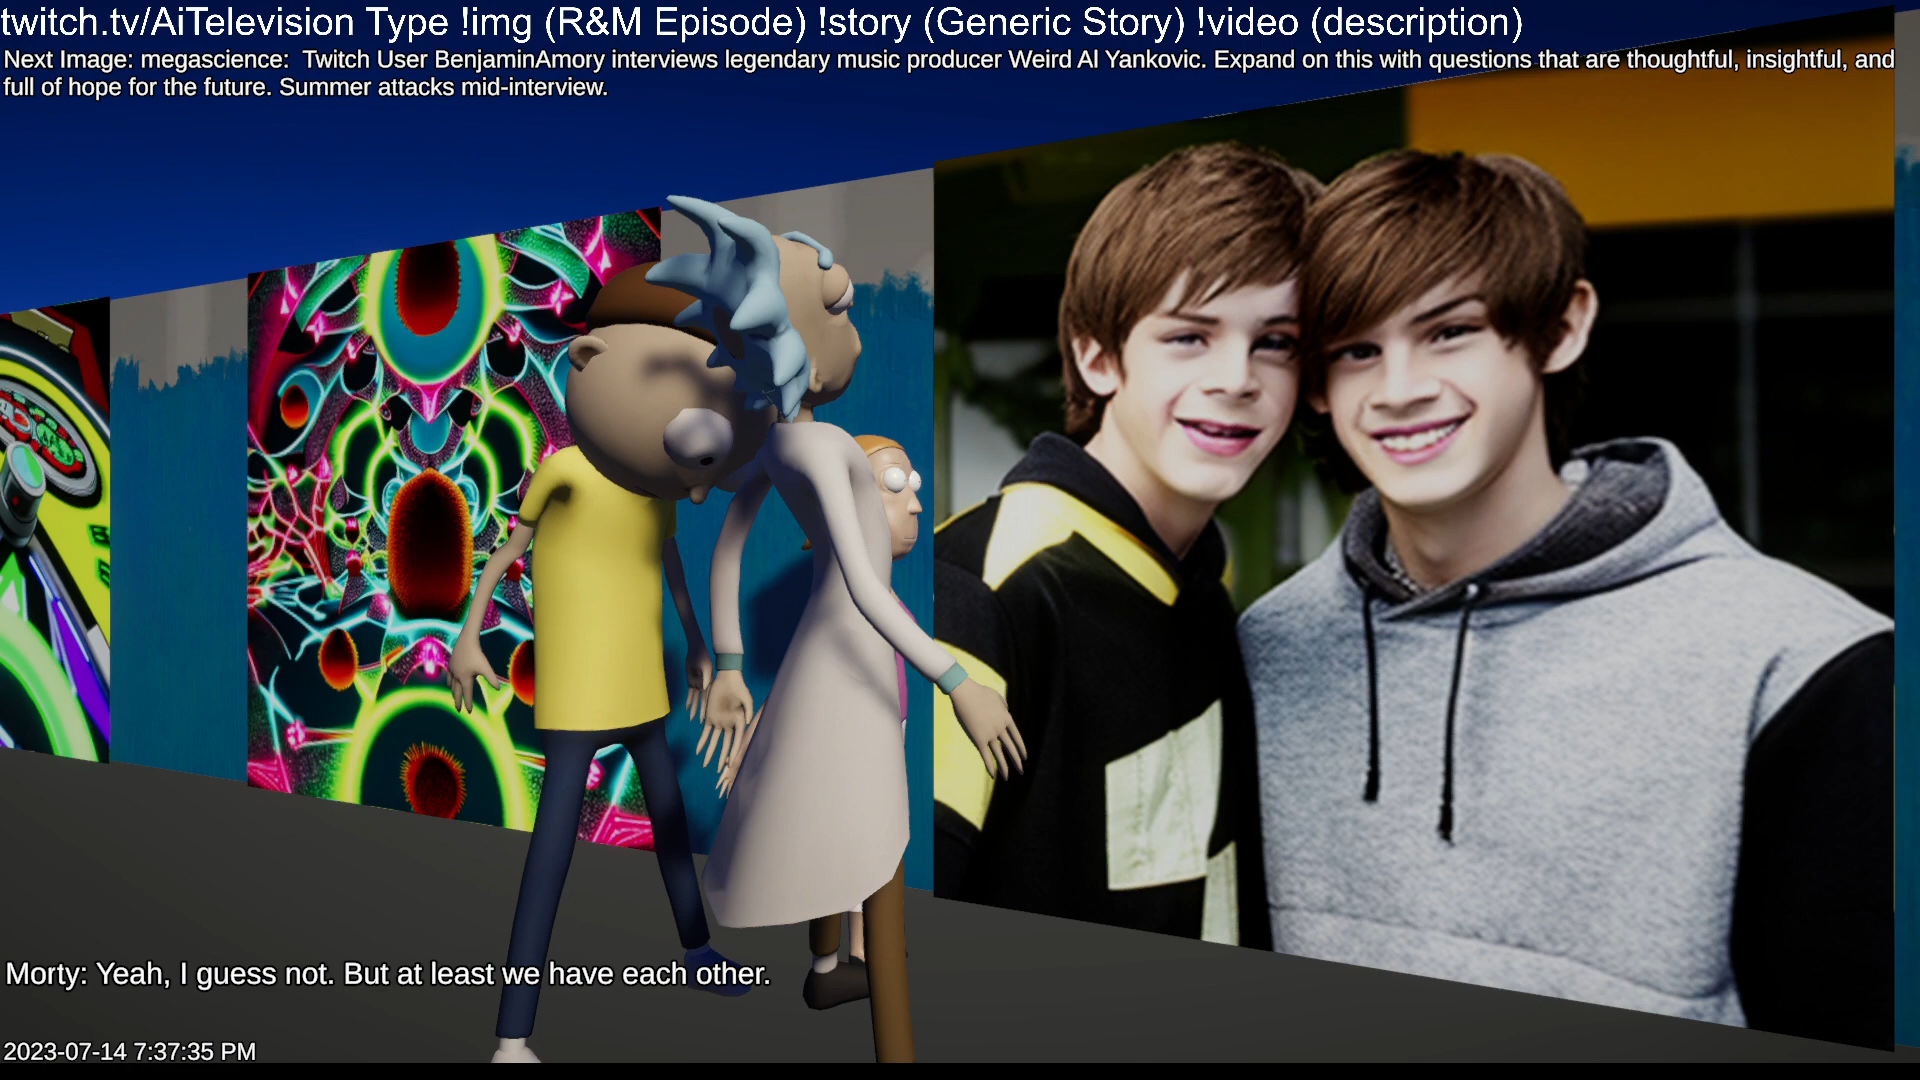 twitch.tv/AiTelevision Type !img (R&M Episode) !story (Generic Story) !video (description)
Next Image: megascience:  Twitch User BenjaminAmory interviews legendary music producer Weird Al Yankovic. Expand on this with questions that are thoughtful, insightful, and
full of hope for the future. Summer attacks mid-interview.
Morty: Yeah, I guess not. But at least we have each other.
2023-07-14 7:37:35 PM